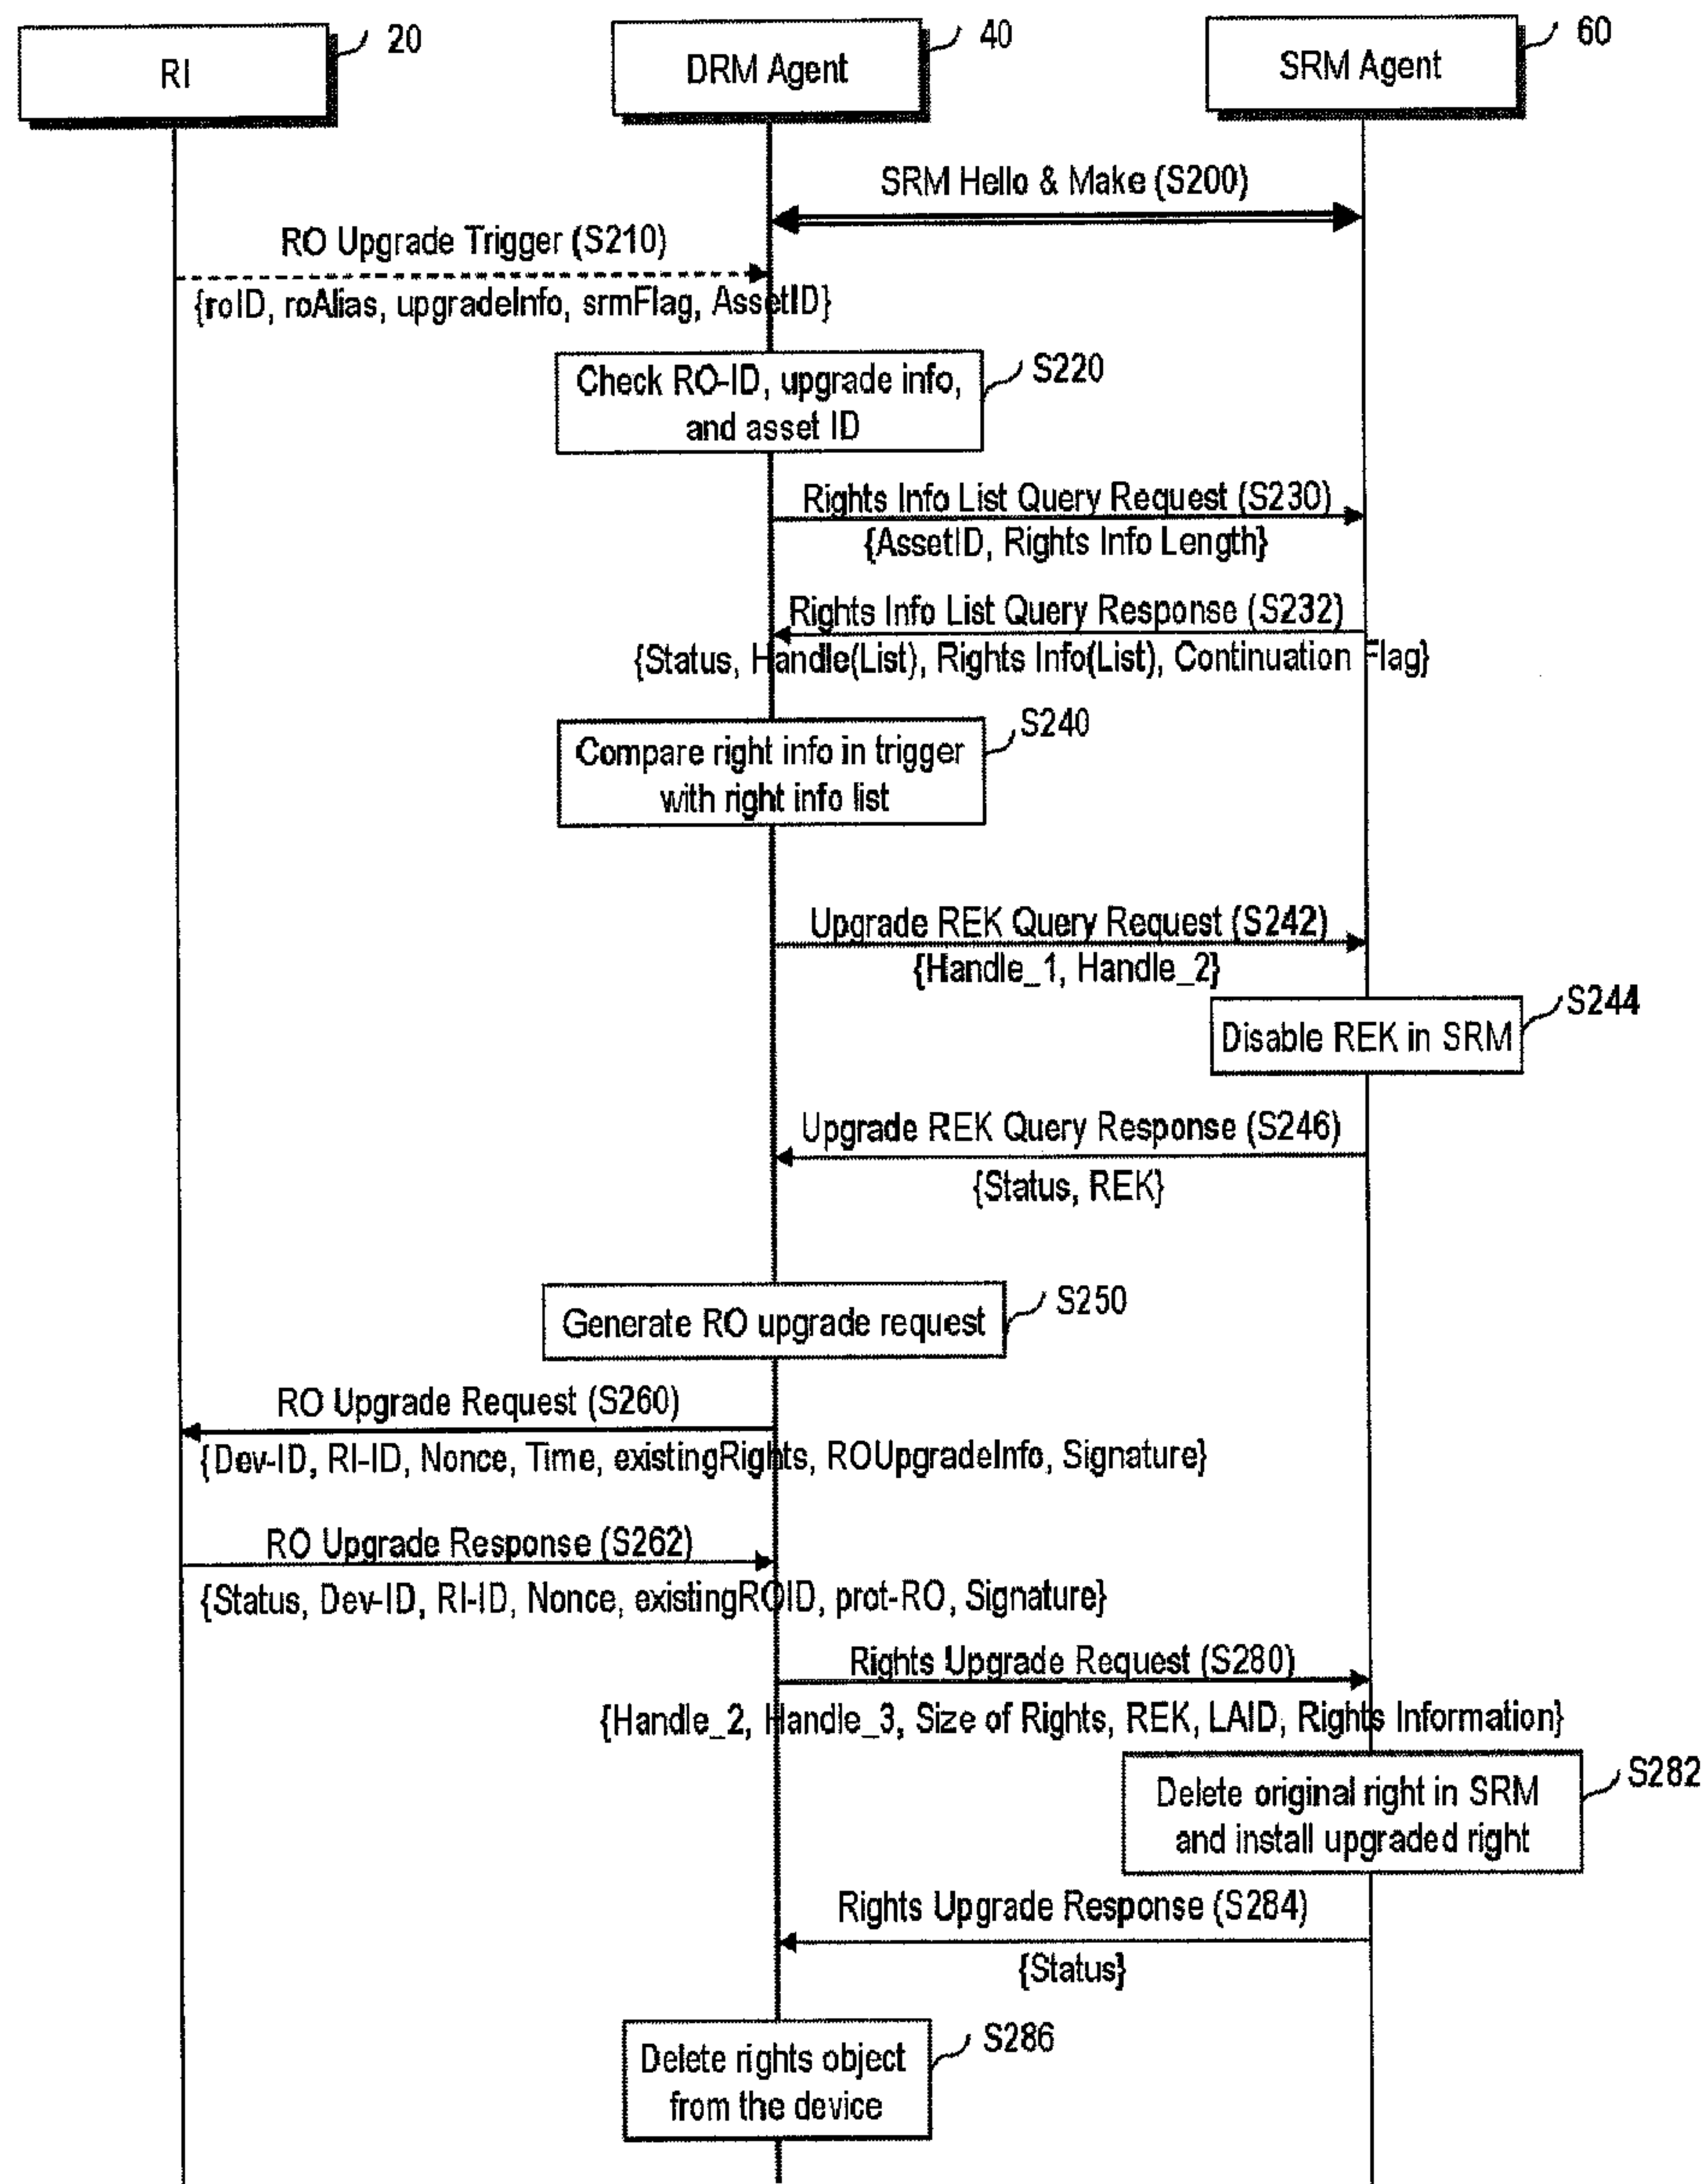 RI
20
DRM Agent
40
SRM Agent
60
SRM Hello & Make (S200)
RO Upgrade Trigger (S210)
{roID, roAlias, upgradeInfo, srmFlag, AssetID}
Check RO-ID, upgrade info,
and asset ID
S220
Rights Info List Query Request (S230)
{AssetID, Rights Info Length}
Rights Info List Query Response (S232)
{Status, Handle(List), Rights Info(List), Continuation Flag}
Compare right info in trigger
with right info list
S240
Upgrade REK Query Request (S242)
{Handle_1, Handle_2}
Disable REK in SRM
S244
Upgrade REK Query Response (S246)
{Status, REK}
Generate RO upgrade request
S250
RO Upgrade Request (S260)
{Dev-ID, RI-ID, Nonce, Time, existingRights, ROUpgradeInfo, Signature}
RO Upgrade Response (S262)
{Status, Dev-ID, RI-ID, Nonce, existingROID, prot-RO, Signature}
Rights Upgrade Request (S280)
{Handle_2, Handle_3, Size of Rights, REK, LAID, Rights Information}
Delete original right in SRM
and install upgraded right
S282
Rights Upgrade Response (S284)
{Status}
Delete rights object
from the device
S286